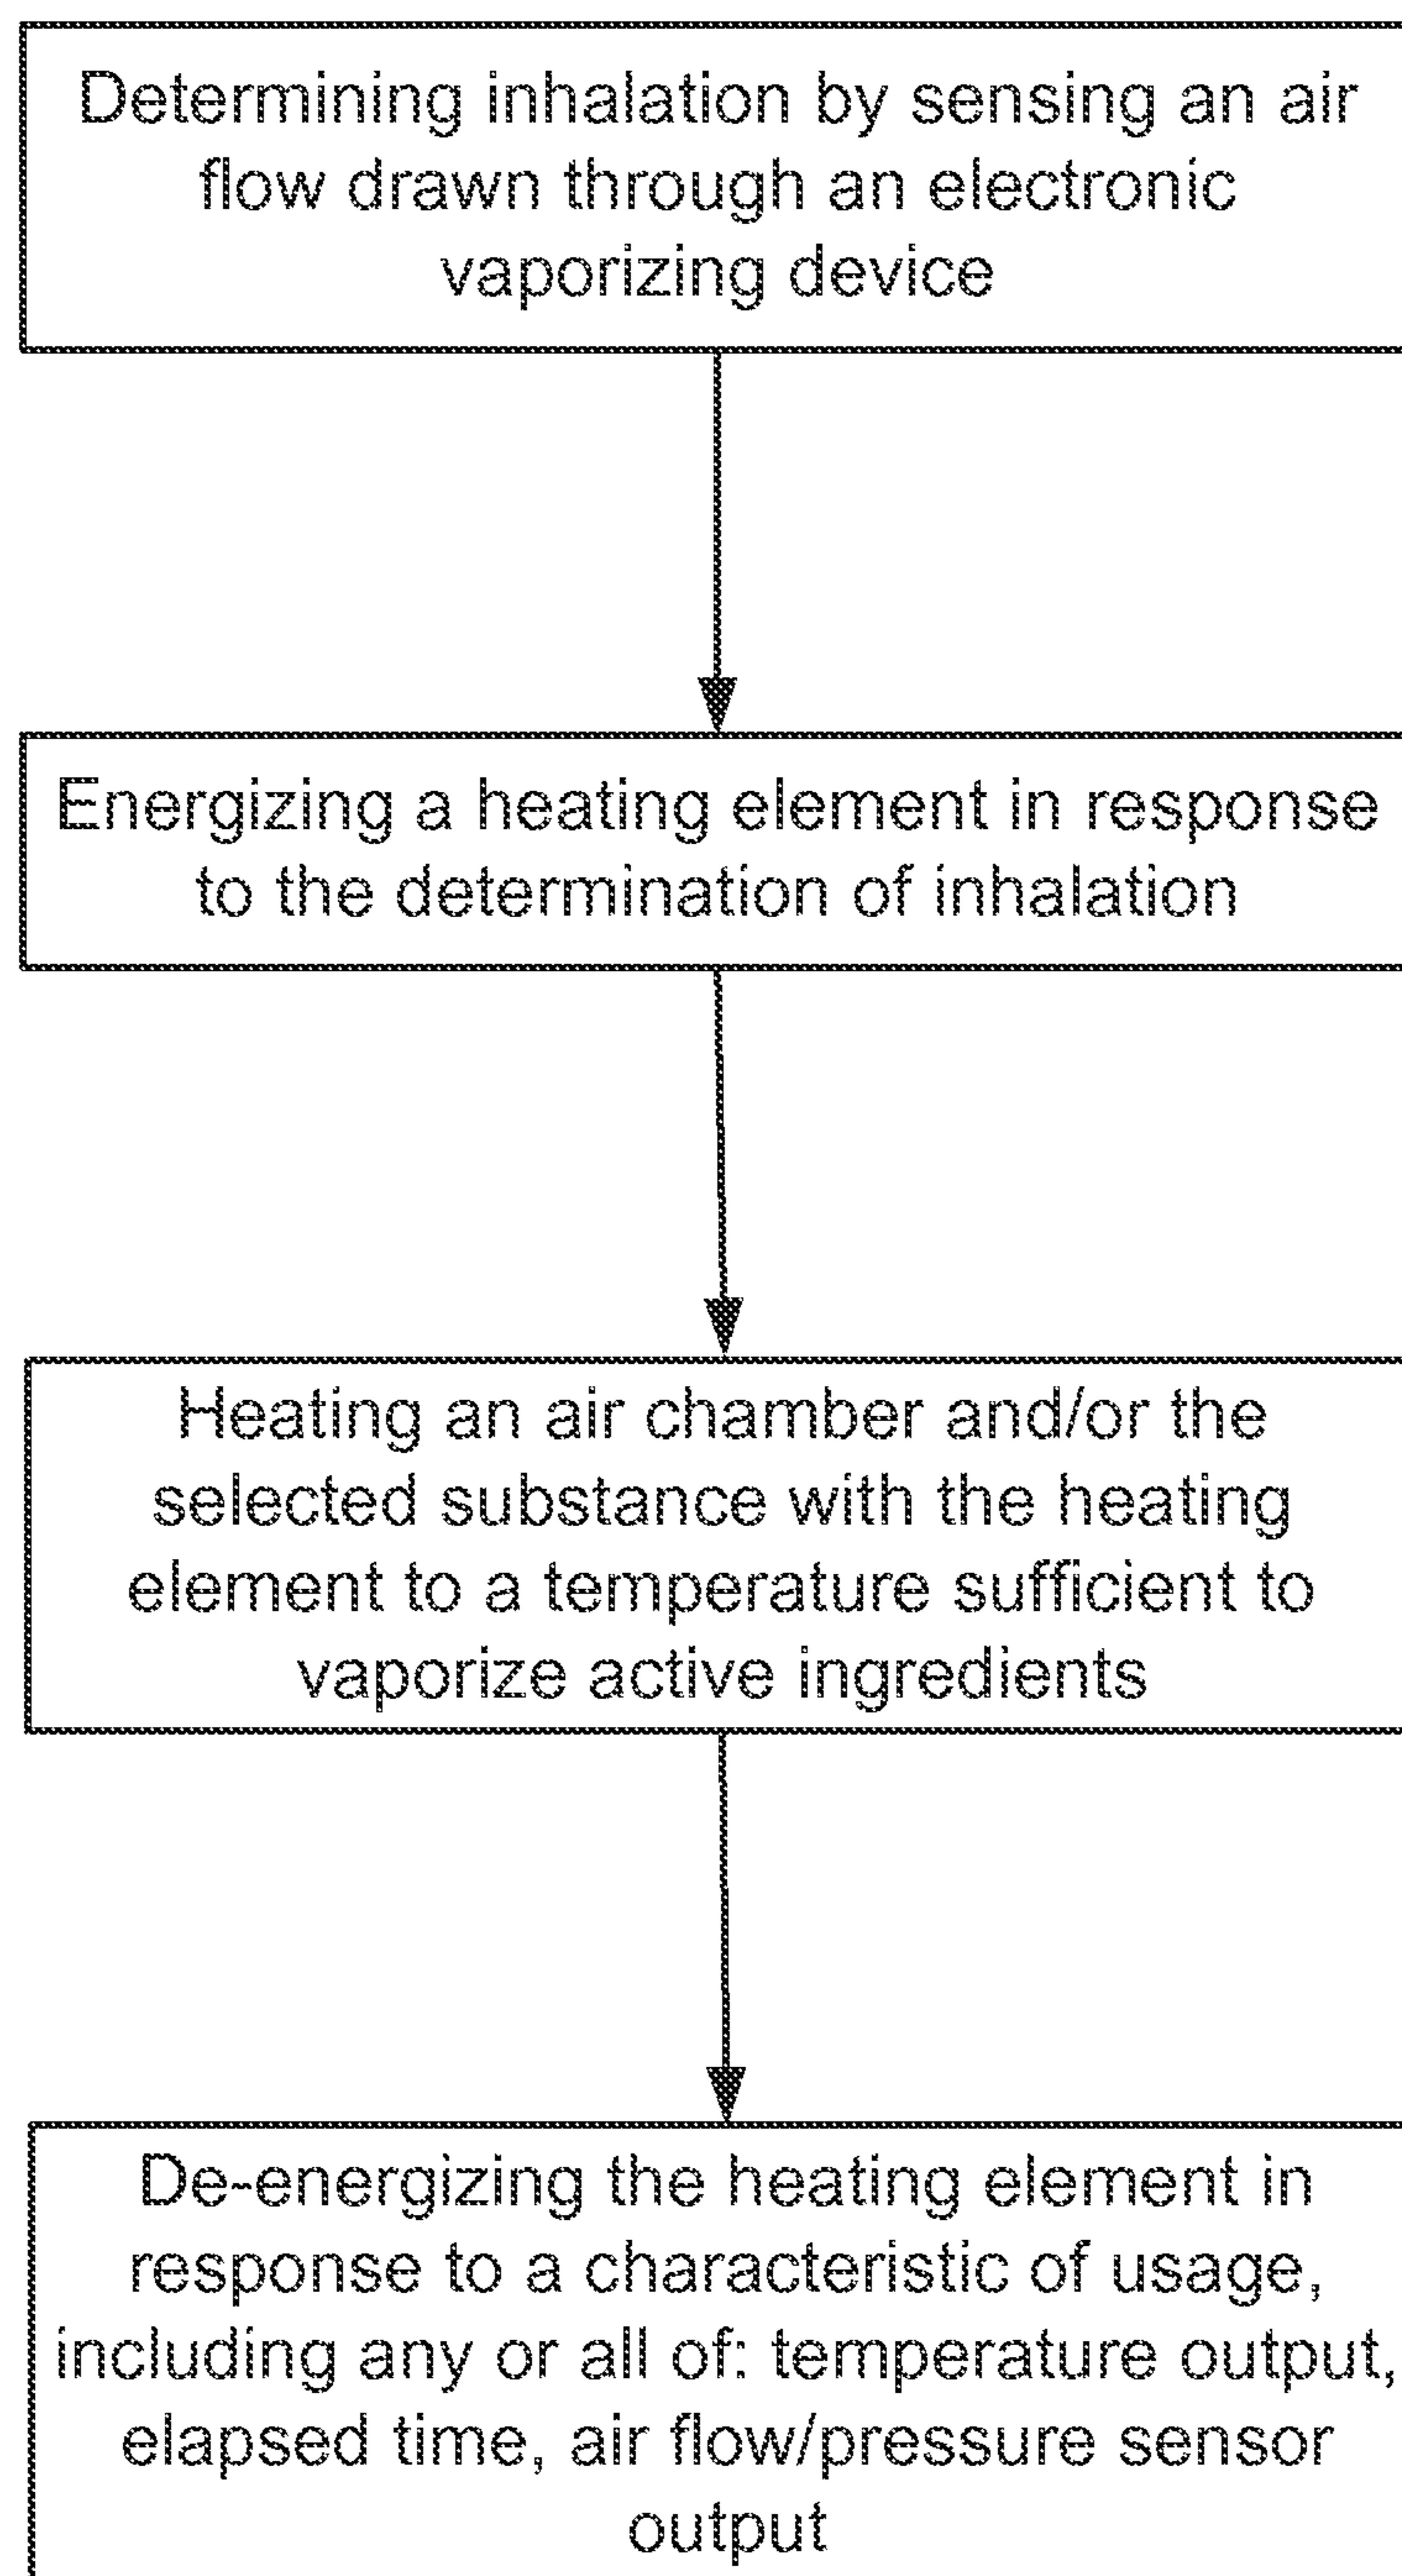 Determining inhalation by sensing an air
flow drawn through an electronic
vaporizing device
Energizing a heating element in response
to the determination of inhalation
Heating an air chamber and/or the
selected substance with the heating
element to a temperature sufficient to
vaporize active ingredients
De-energizing the heating element in
response to a characteristic of usage,
including any or all of: temperature output,
elapsed time, air flow/pressure sensor
output